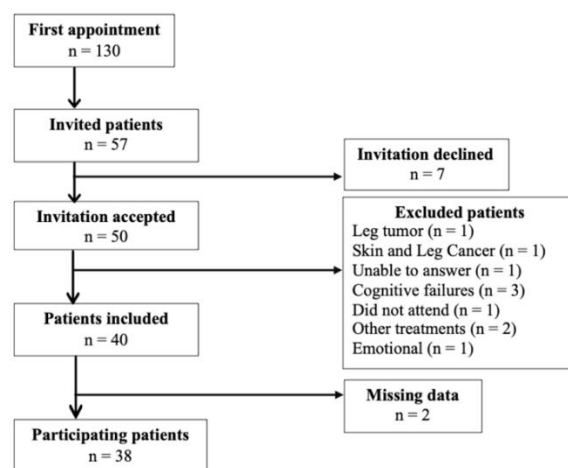 First appointment
n = 130
Invited patients
n = 57
Invitation declined
n = 7
Invitation accepted
n = 50
Excluded patients
Leg tumor (n = 1)
Skin and Leg Cancer (n = 1)
Unable to answer (n = 1)
Cognitive failures (n = 3)
Did not attend (n = 1)
Other treatments (n = 2)
Emotional (n = 1)
Patients included
n = 40
Missing data
n = 2
Participating patients
n = 38